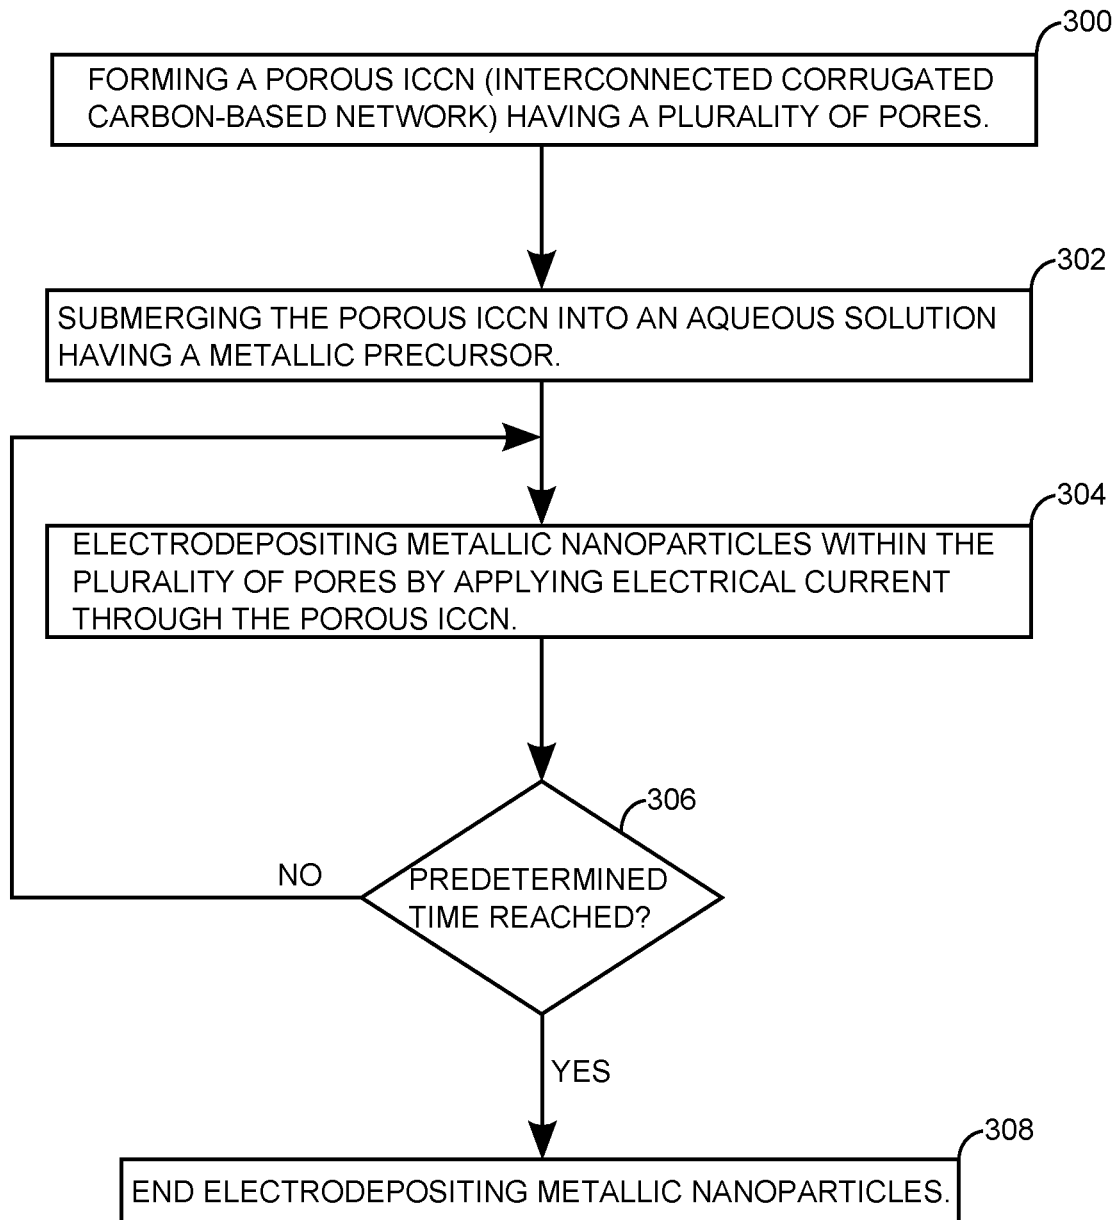 300
FORMING A POROUS ICCN (INTERCONNECTED CORRUGATED
CARBON-BASED NETWORK) HAVING A PLURALITY OF PORES.
302
SUBMERGING THE POROUS ICCN INTO AN AQUEOUS SOLUTION
HAVING A METALLIC PRECURSOR.
304
ELECTRODEPOSITING METALLIC NANOPARTICLES WITHIN THE
PLURALITY OF PORES BY APPLYING ELECTRICAL CURRENT
THROUGH THE POROUS ICCN.
306
NO
PREDETERMINED
TIME REACHED?
YES
308
END ELECTRODEPOSITING METALLIC NANOPARTICLES.